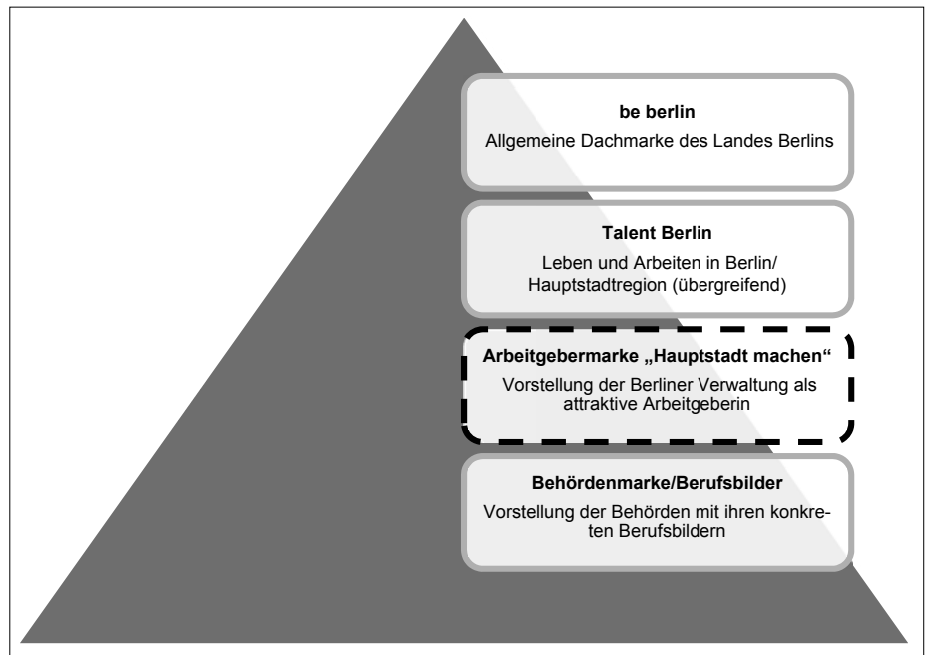 be berlin
Allgemeine Dachmarke des Landes Berlins
Talent Berlin
Leben und Arbeiten in Berlin/
Hauptstadtregion (übergreifend)
Arbeitgebermarke „Hauptstadt machen“
Vorstellung der Berliner Verwaltung als
attraktive Arbeitgeberin
Behördenmarke/Berufsbilder
Vorstellung der Behörden mit ihren konkre-
ten Berufsbildern